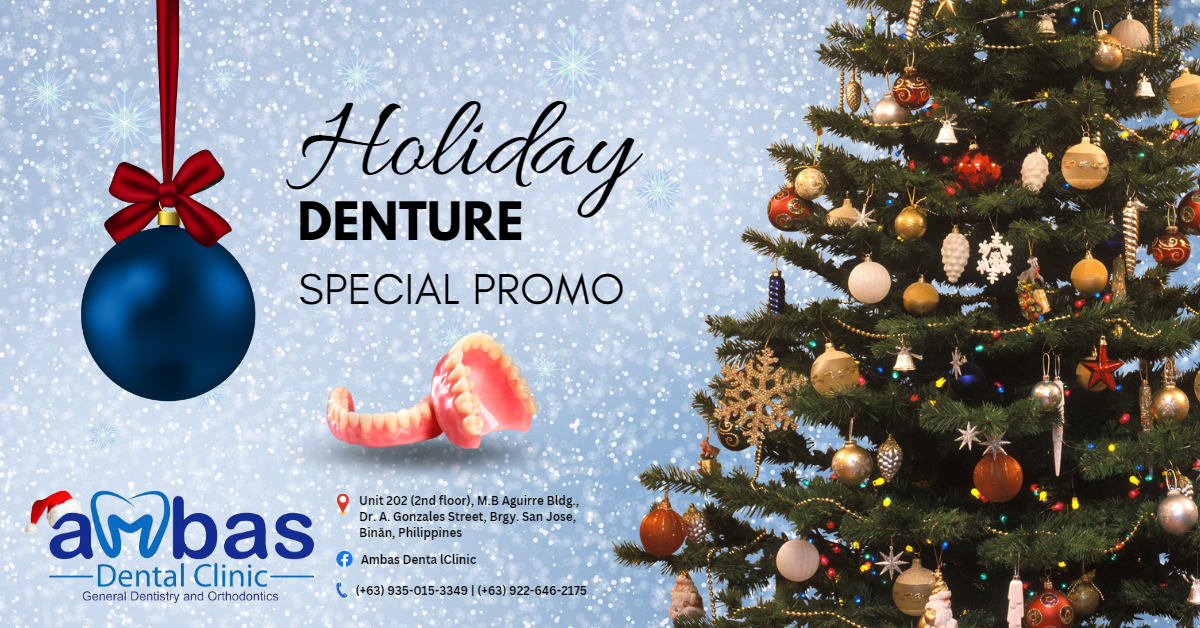 Holiday
DENTURE
SPECIAL PROMO
ambas
Dental Clinic
General Dentistry and Orthodontics
Unit 202 (2nd floor), M.B Aguirre Bldg.,
Dr. A. Gonzales Street, Brgy. San Jose,
Binãn, Philippines
Ambas Denta lClinic
(+63) 935-015-3349 | (+63) 922-646-2175